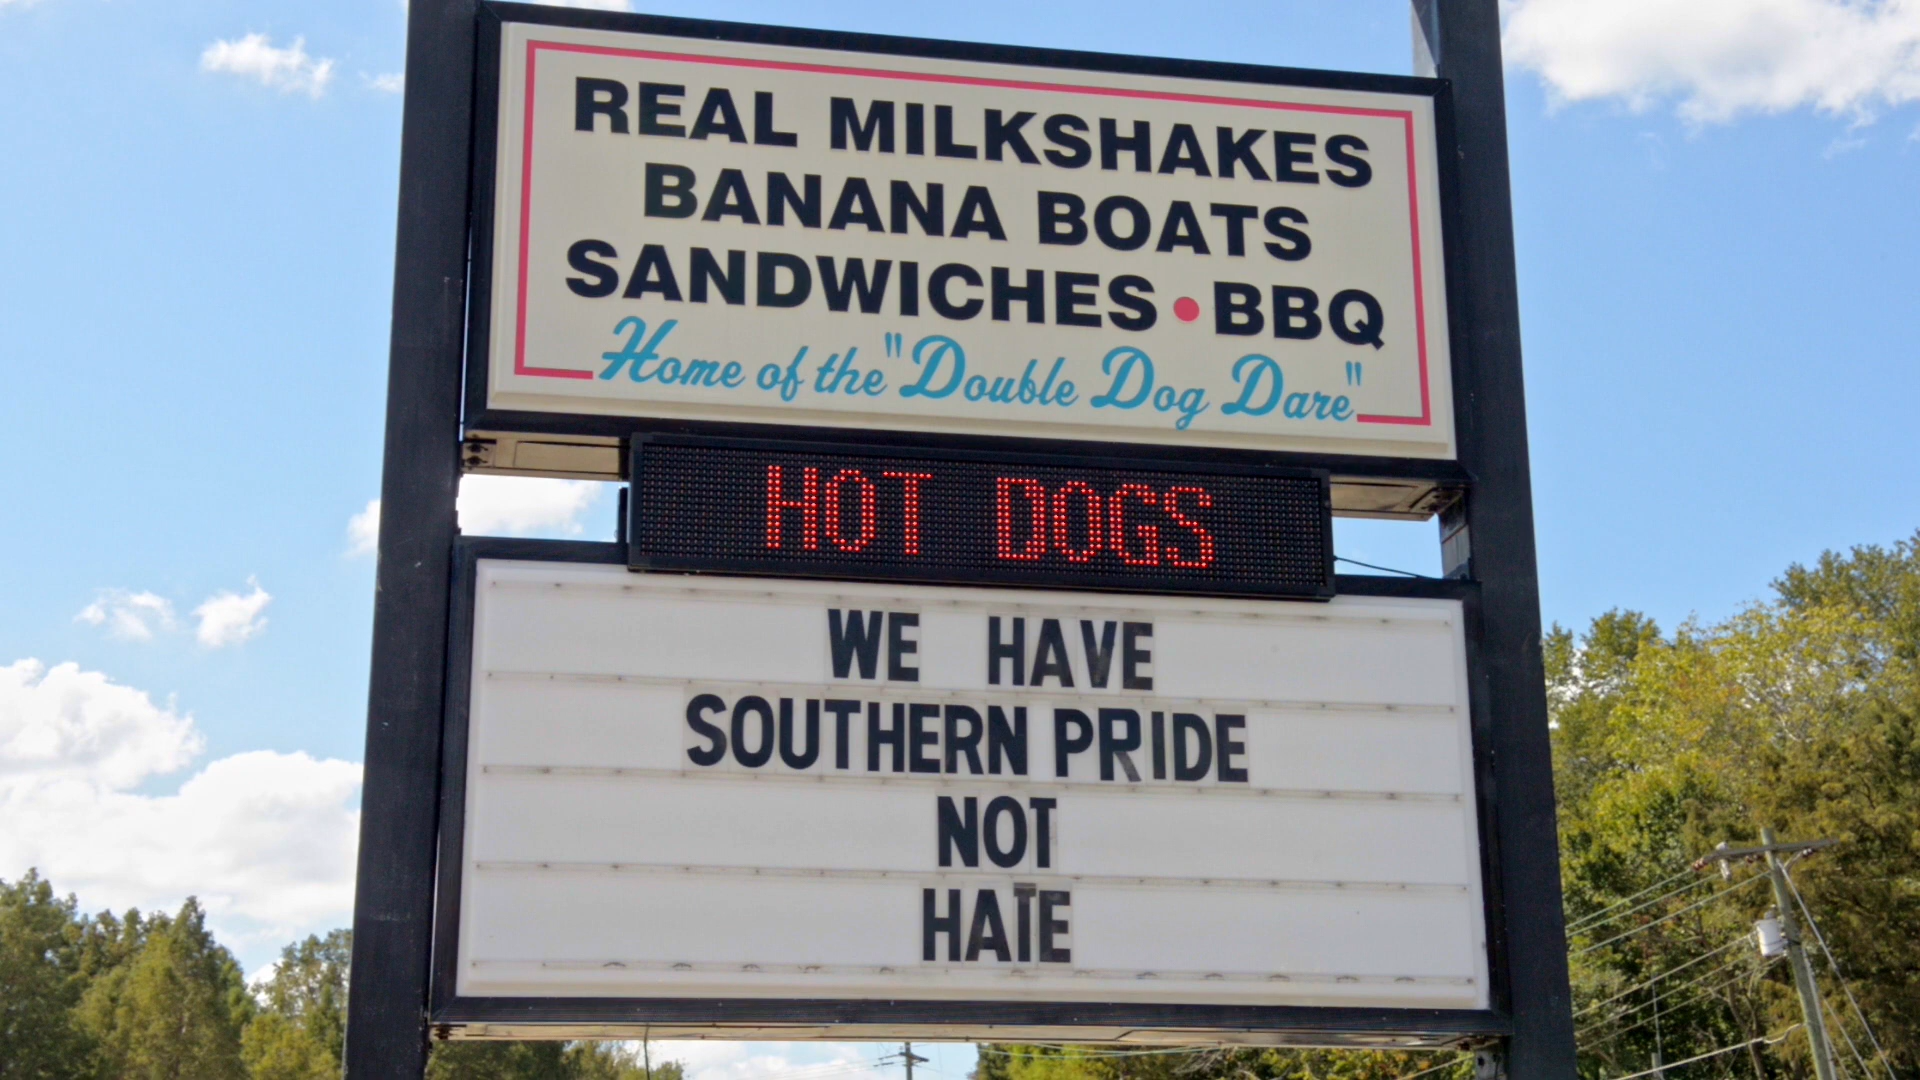 REAL MILKSHAKES
BANANA BOATS
SANDWICHES • BBQ
Home of the "Double Dog Dare"
HOT DOGS
WE HAVE
SOUTHERN PRIDE
NOT
HATE